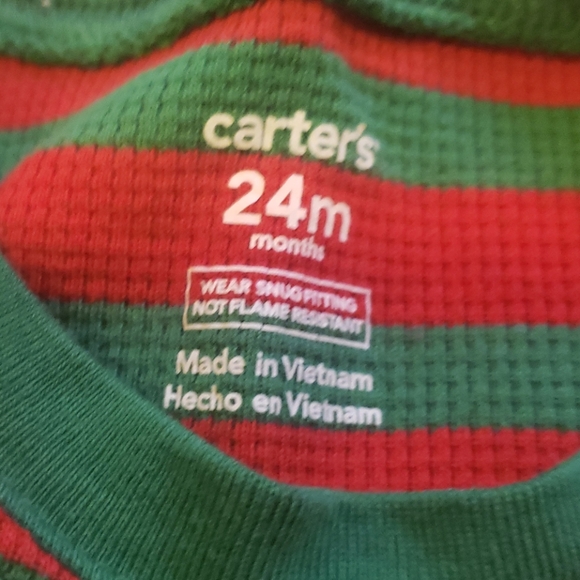 carter's
24m
months
WEAR SNUG FITTING
NOT FLAME RESISTANT
Made in Vietnam
Hecho en Vietnam